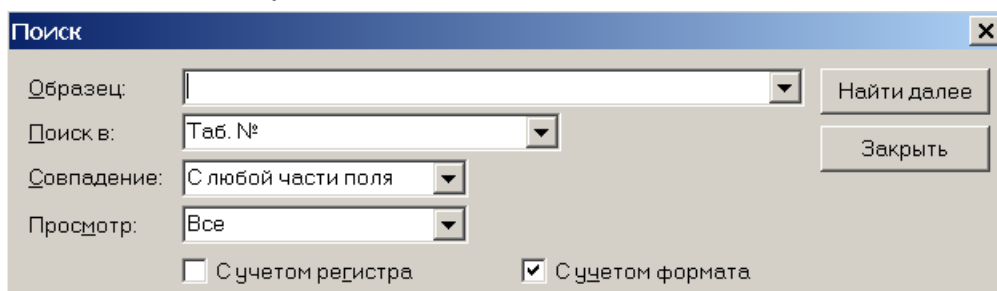 Поиск
Образец:
Найти далее
Поиск в: Таб. №
Закрыть
Совпадение: С любой части поля
Просмотр: Все
С учетом регистра С учетом формата